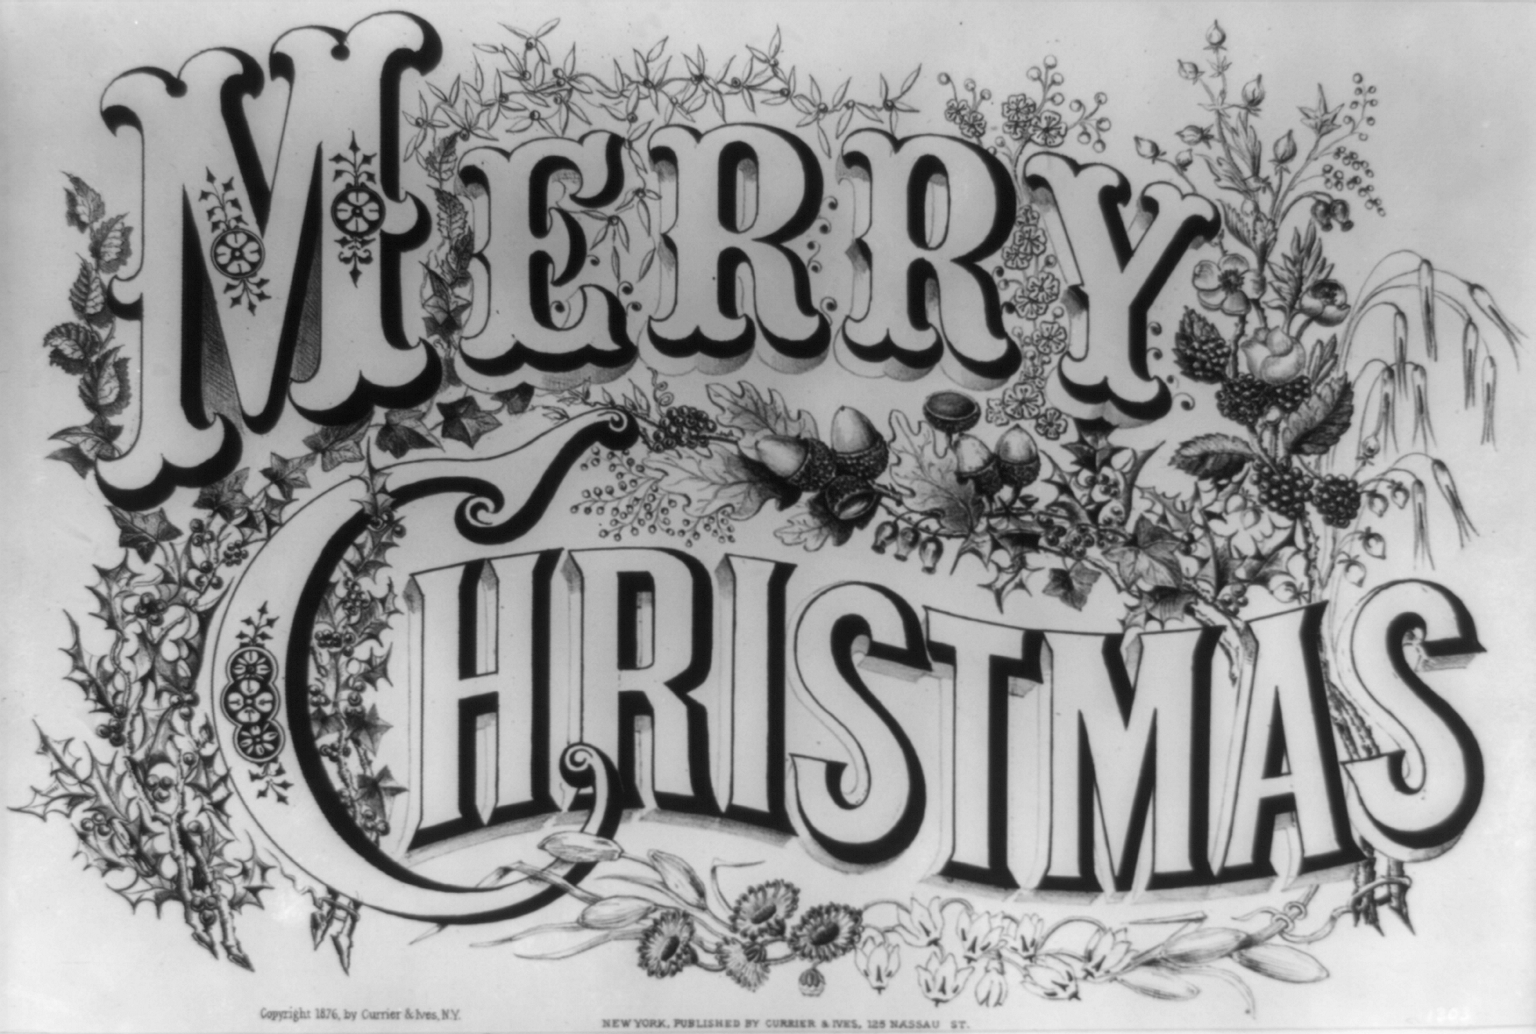 MERRY
CHRISTMAS
Copyright 1876, by Currier & Ives, N.Y.
NEW YORK, PUBLISHED BY CURRIER & IVES, 125 NASSAU ST.